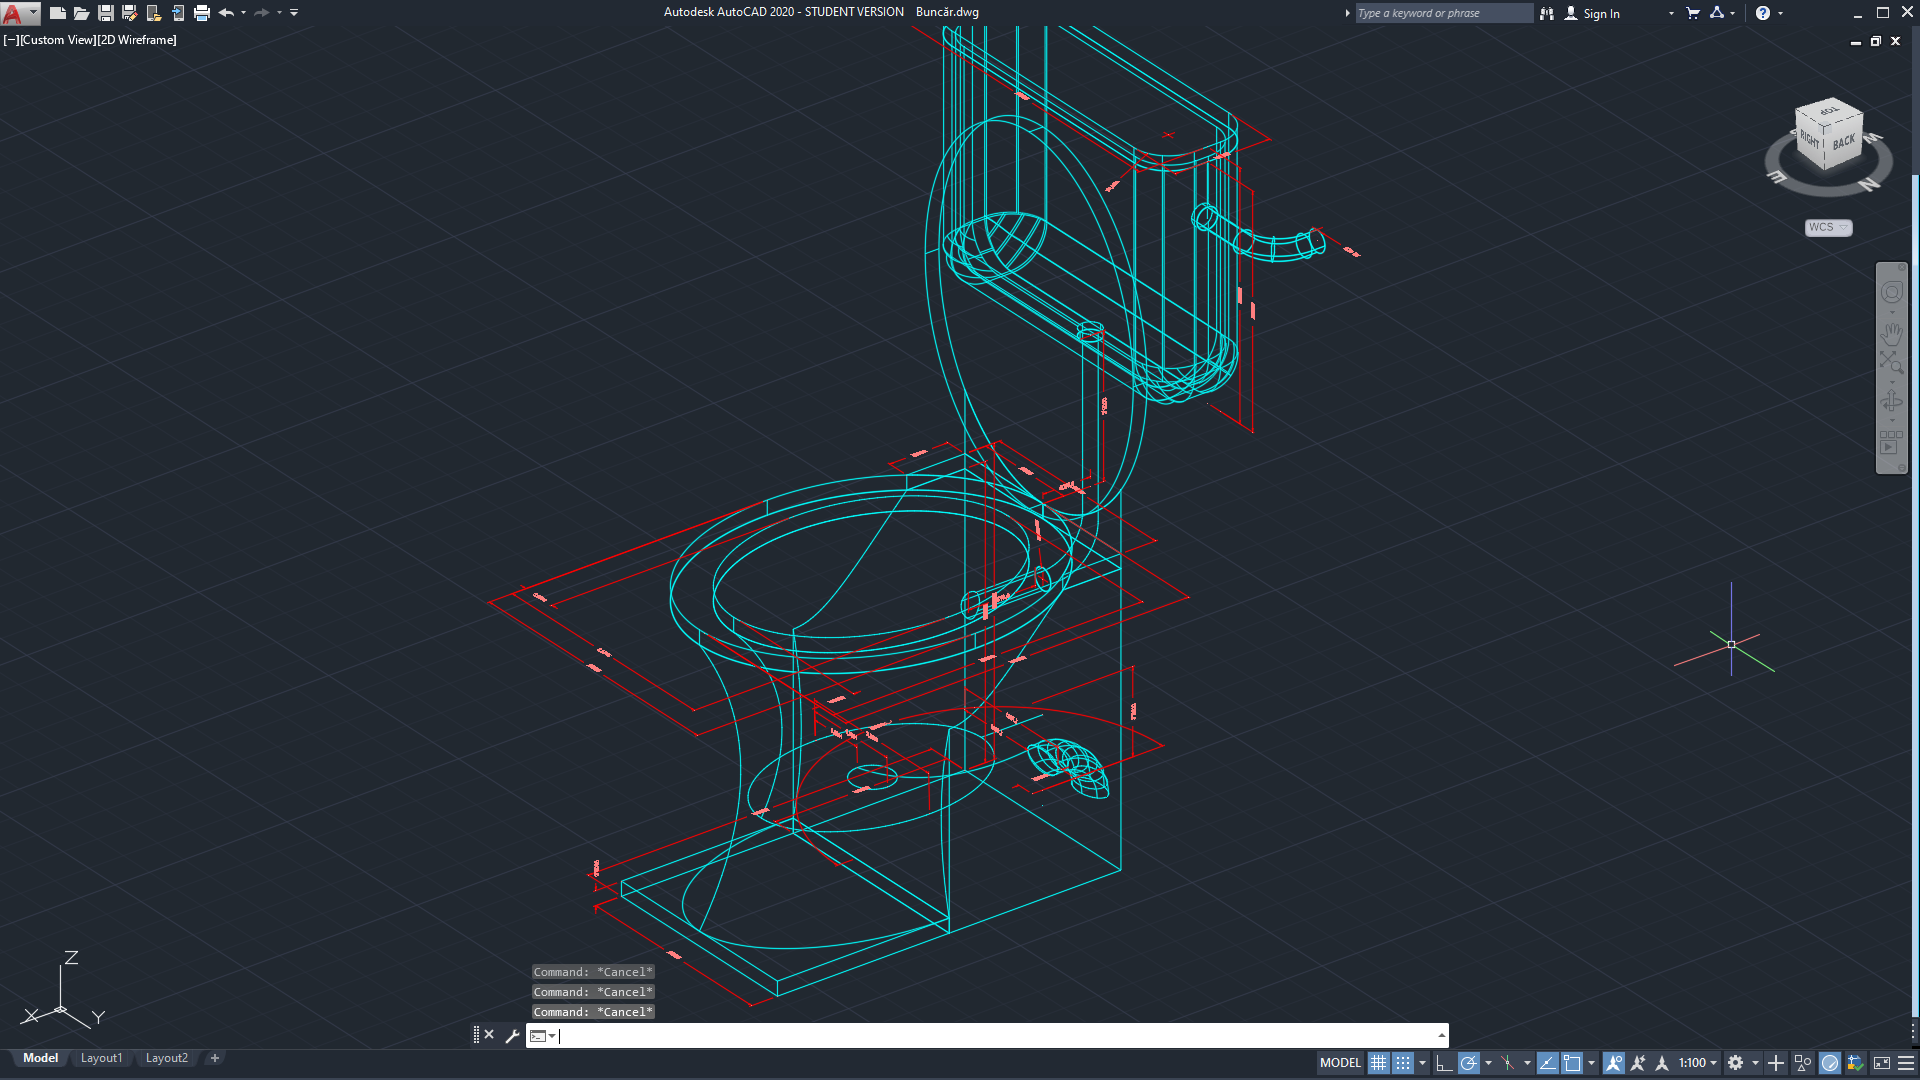 Autodesk AutoCAD 2020 - STUDENT VERSION Buncăr.dwg
Type a keyword or phrase
Sign In
[−][Custom View][2D Wireframe]
TOP
RIGHT
BACK
E
N
WCS
Z
X
Y
Command: *Cancel*
Command: *Cancel*
Command: *Cancel*
Model
Layout1
Layout2
+
MODEL
1:100